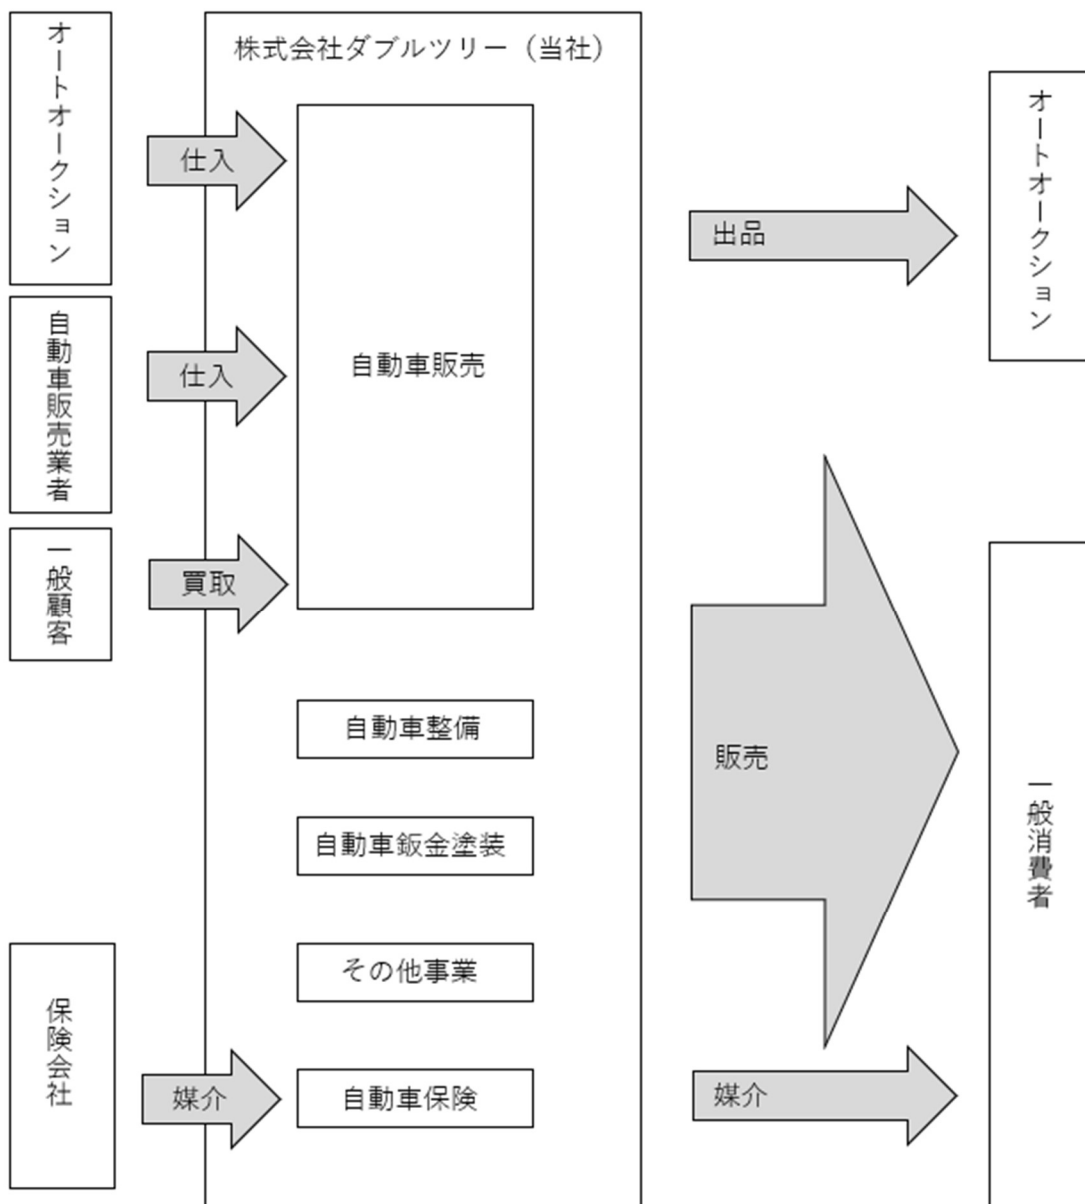 オートオークション
株式会社ダブルツリー（当社）
仕入
自動車販売業者
仕入
自動車販売
一般顧客
買取
自動車整備
自動車鈑金塗装
その他事業
保険会社
媒介
自動車保険
出品
オートオークション
販売
一般消費者
媒介